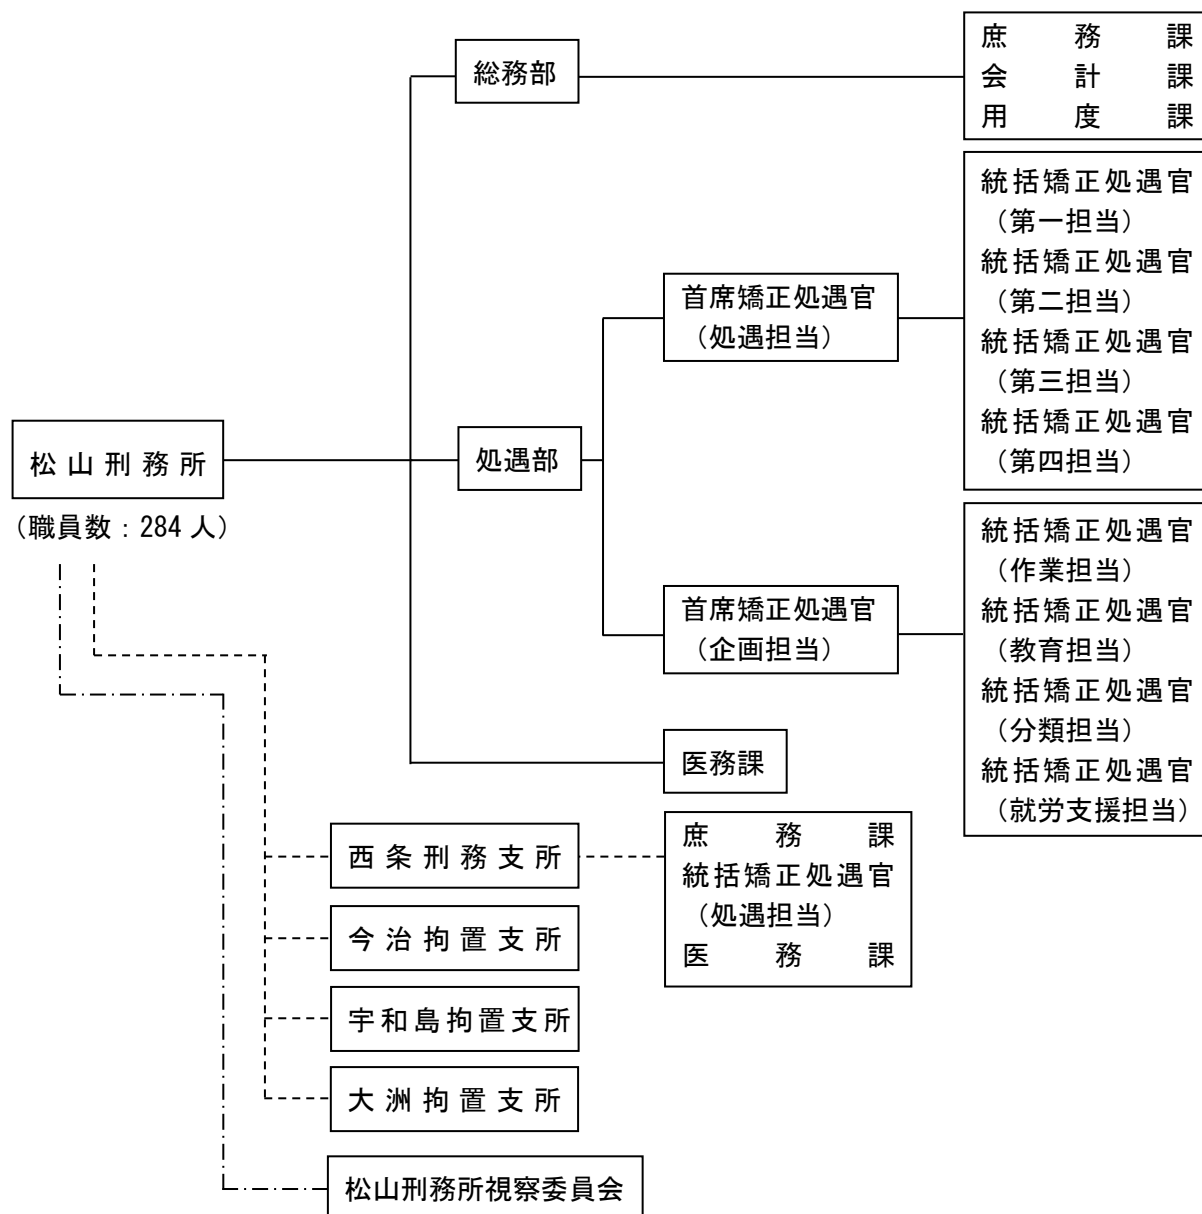 総務部
庶務課
会計課
用度課
統括矯正処遇官
（第一担当）
統括矯正処遇官
（第二担当）
統括矯正処遇官
（第三担当）
統括矯正処遇官
（第四担当）
首席矯正処遇官
（処遇担当）
松山刑務所
（職員数：284 人）
処遇部
統括矯正処遇官
（作業担当）
統括矯正処遇官
（教育担当）
統括矯正処遇官
（分類担当）
統括矯正処遇官
（就労支援担当）
首席矯正処遇官
（企画担当）
医務課
西条刑務支所
庶務課
統括矯正処遇官
（処遇担当）
医務課
今治拘置支所
宇和島拘置支所
大洲拘置支所
松山刑務所視察委員会